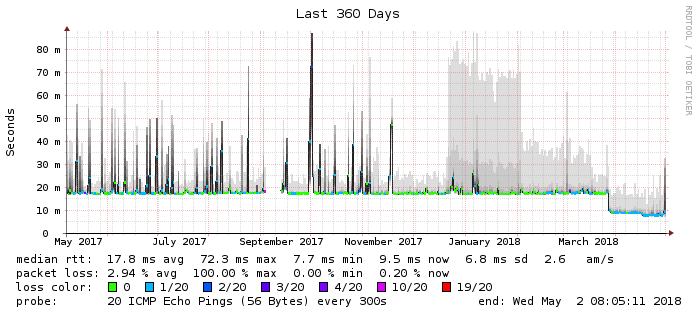 Last 360 Days
RRDTOOL / TOBI OETIKER
Seconds
80 m
70 m
60 m
50 m
40 m
30 m
20 m
10 m
0
May 2017 July 2017 September 2017 November 2017 January 2018 March 2018
median rtt: 17.8 ms avg 72.3 ms max 7.7 ms min 9.5 ms now 6.8 ms sd 2.6 am/s
packet loss: 2.94 % avg 100.00 % max 0.00 % min 0.20 % now
loss color: 0 1/20 2/20 3/20 4/20 10/20 19/20
probe: 20 ICMP Echo Pings (56 Bytes) every 300s end: Wed May 2 08:05:11 2018